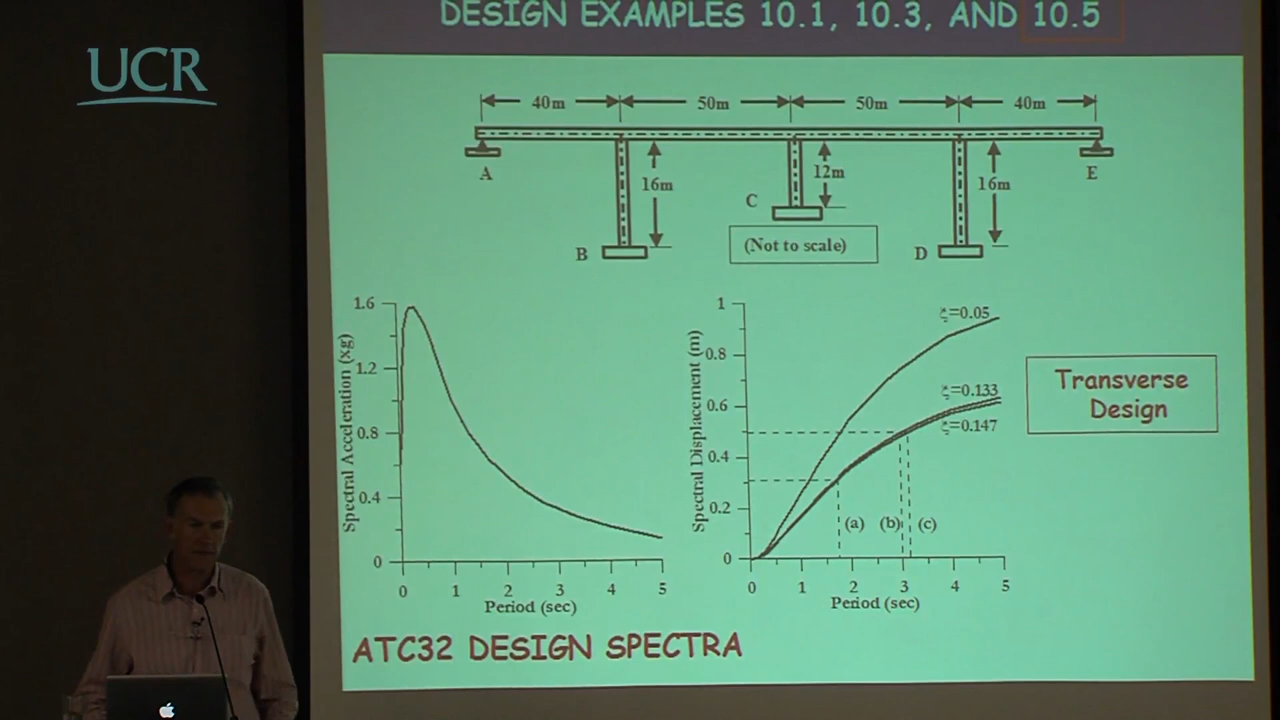 UCR
DESIGN EXAMPLES 10.1, 10.3, AND 10.5
40m 50m 50m 40m
A 16m C 12m 16m E
B (Not to scale) D
1.6
1.2
0.8
0.4
0
Spectral Acceleration (xg)
0 1 2 3 4 5
Period (sec)
1
0.8
0.6
0.4
0.2
0
Spectral Displacement (m)
ξ=0.05
ξ=0.133
ξ=0.147
(a) (b) (c)
0 1 2 3 4 5
Period (sec)
Transverse
Design
ATC32 DESIGN SPECTRA